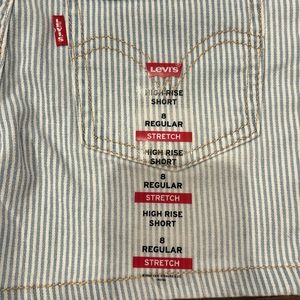 LEVI'S
Levi's
HIGH RISE
SHORT
8
REGULAR
STRETCH
HIGH RISE
SHORT
8
REGULAR
STRETCH
HIGH RISE
SHORT
8
REGULAR
STRETCH